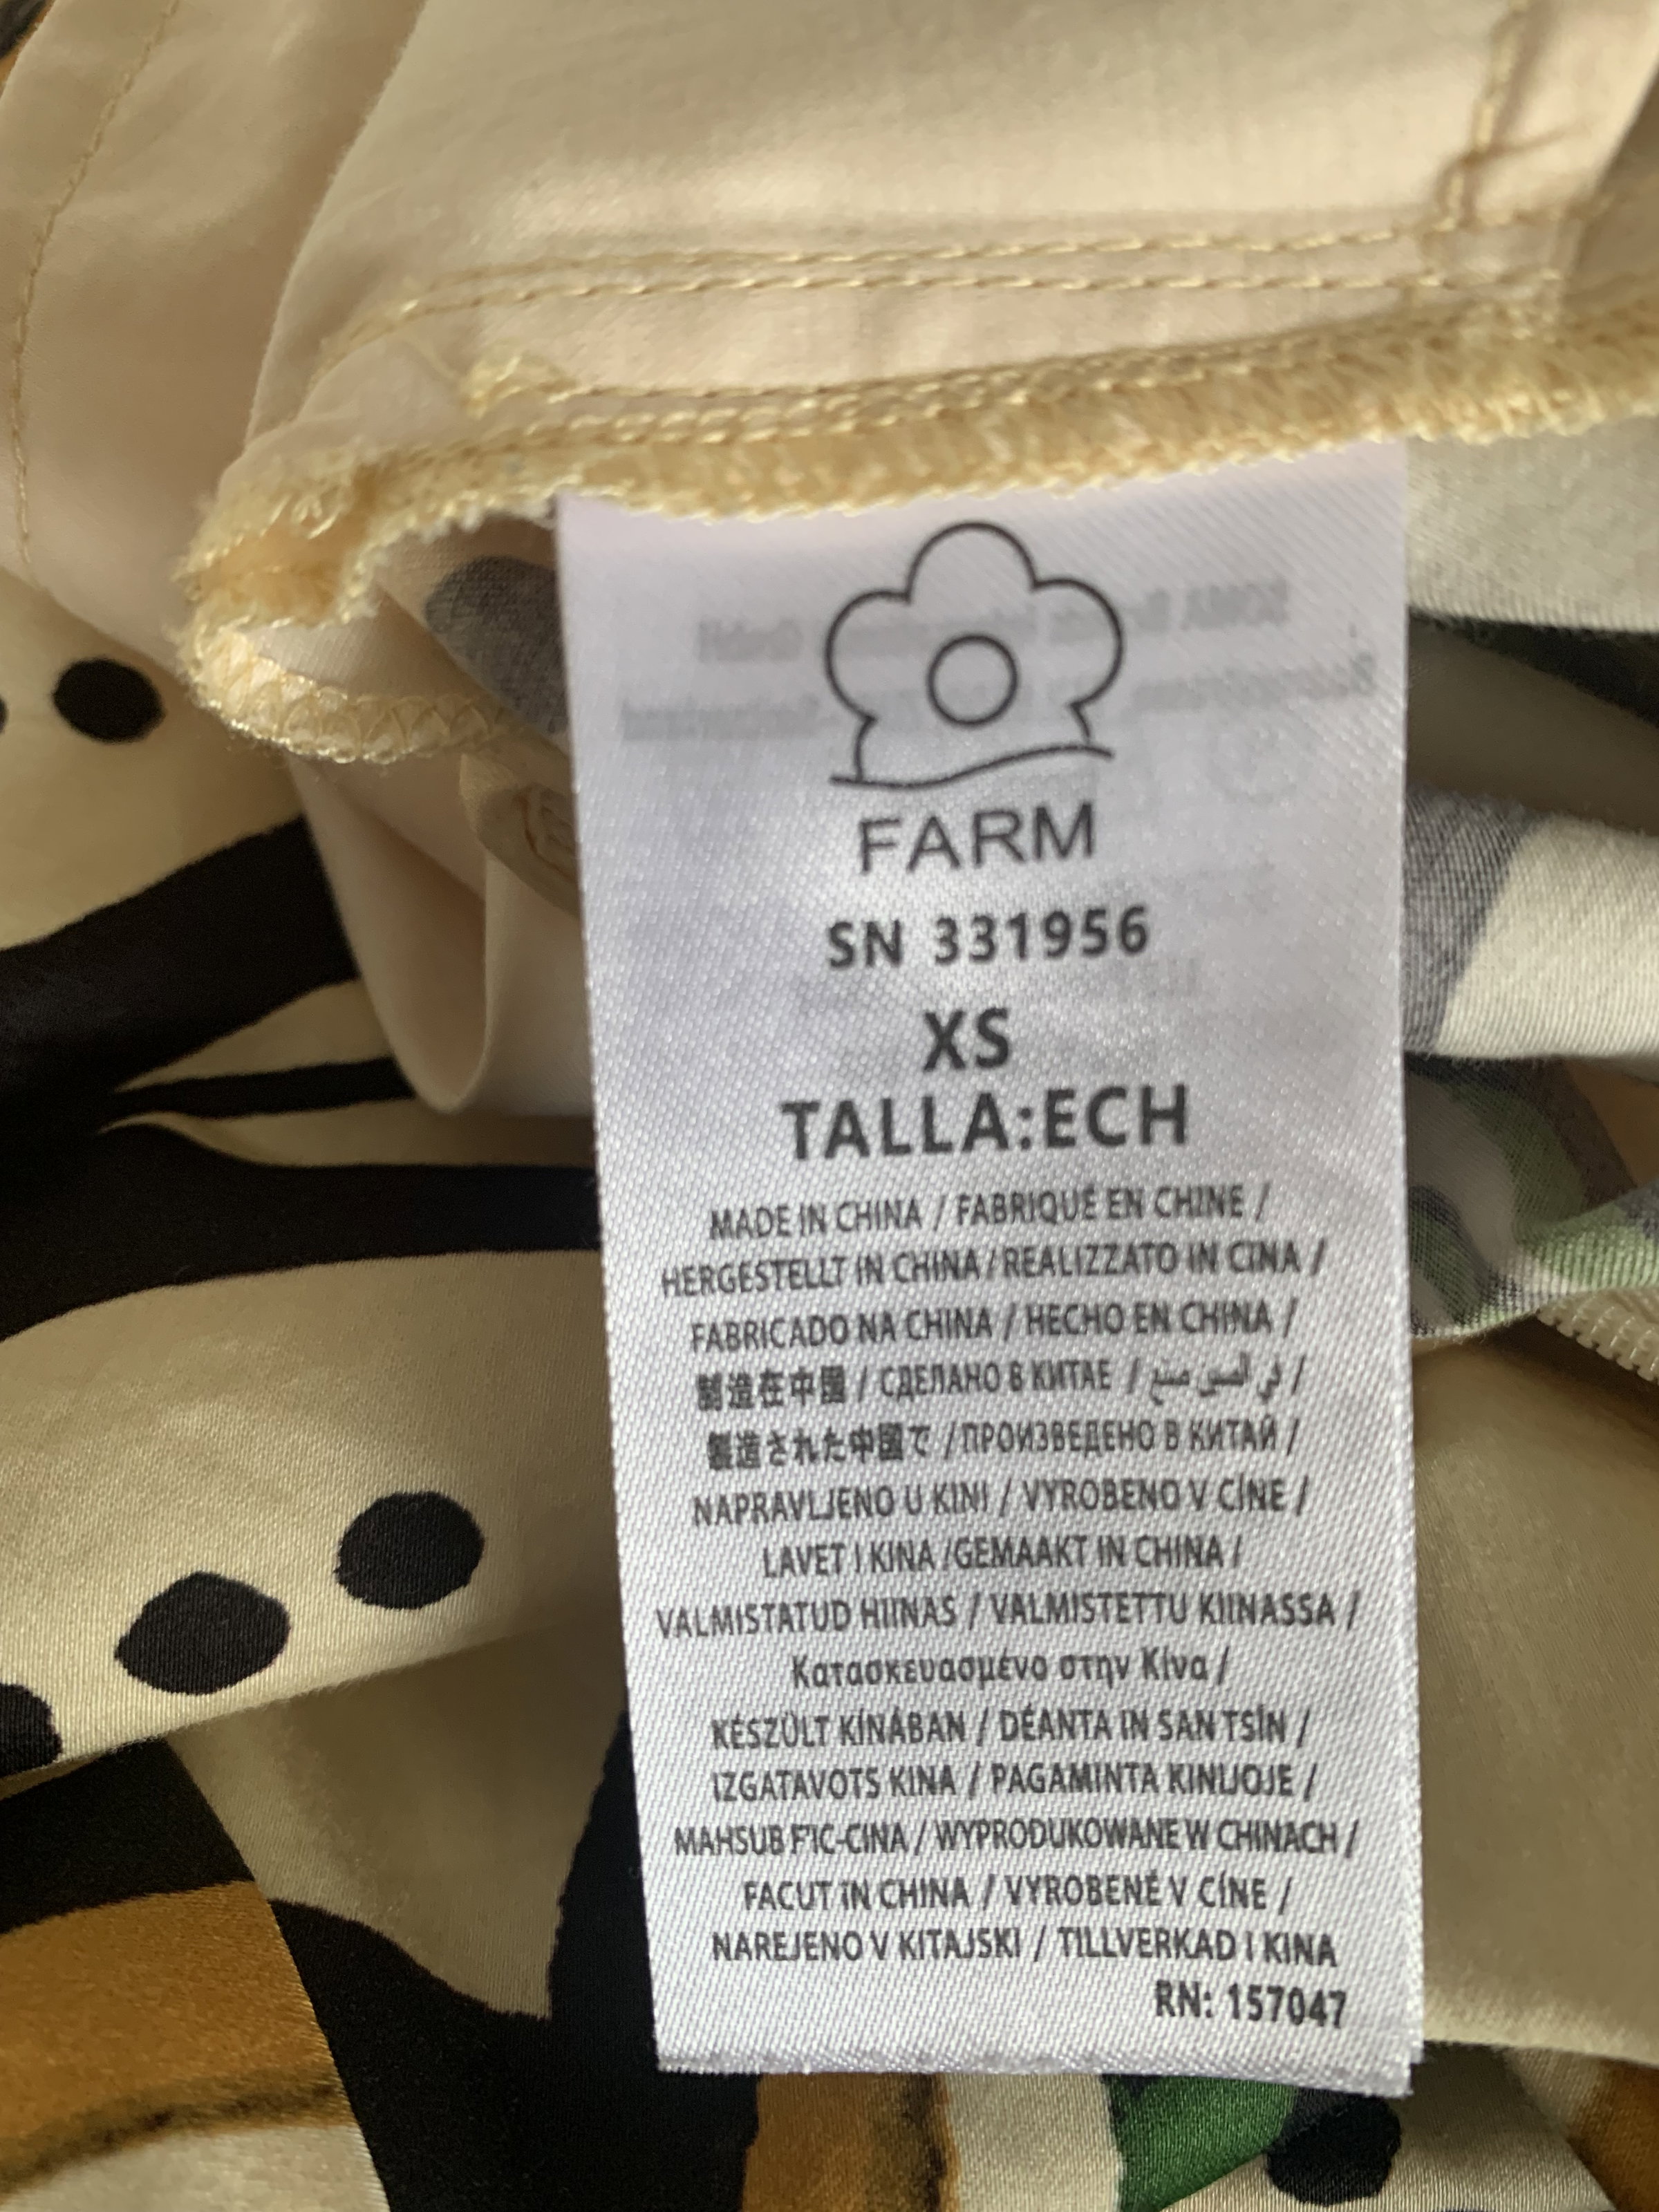 FARM
SN 331956
XS
TALLA:ECH
MADE IN CHINA / FABRIQUÉ EN CHINE /
HERGESTELLT IN CHINA / REALIZZATO IN CINA /
FABRICADO NA CHINA / HECHO EN CHINA /
製造在中國 / СДЕЛАНО В КИТАЕ / في الصين صنع /
製造された中國で / ПРОИЗВЕДЕНО В КИТАЙ /
NAPRAVLJENO U KINI / VYROBENO V CÍNE /
LAVET I KINA /GEMAAKT IN CHINA /
VALMISTATUD HIINAS / VALMISTETTU KIINASSA /
Κατασκευασμένο στην Κίνα /
KÉSZÜLT KÍNÁBAN / DÉANTA IN SAN TSÍN /
IZGATAVOTS KINA / PAGAMINTA KINIJOJE /
MAHSUB F'IC-CINA / WYPRODUKOWANE W CHINACH /
FACUT IN CHINA / VYROBENÉ V CÍNE /
NAREJENO V KITAJSKI / TILLVERKAD I KINA
RN: 157047